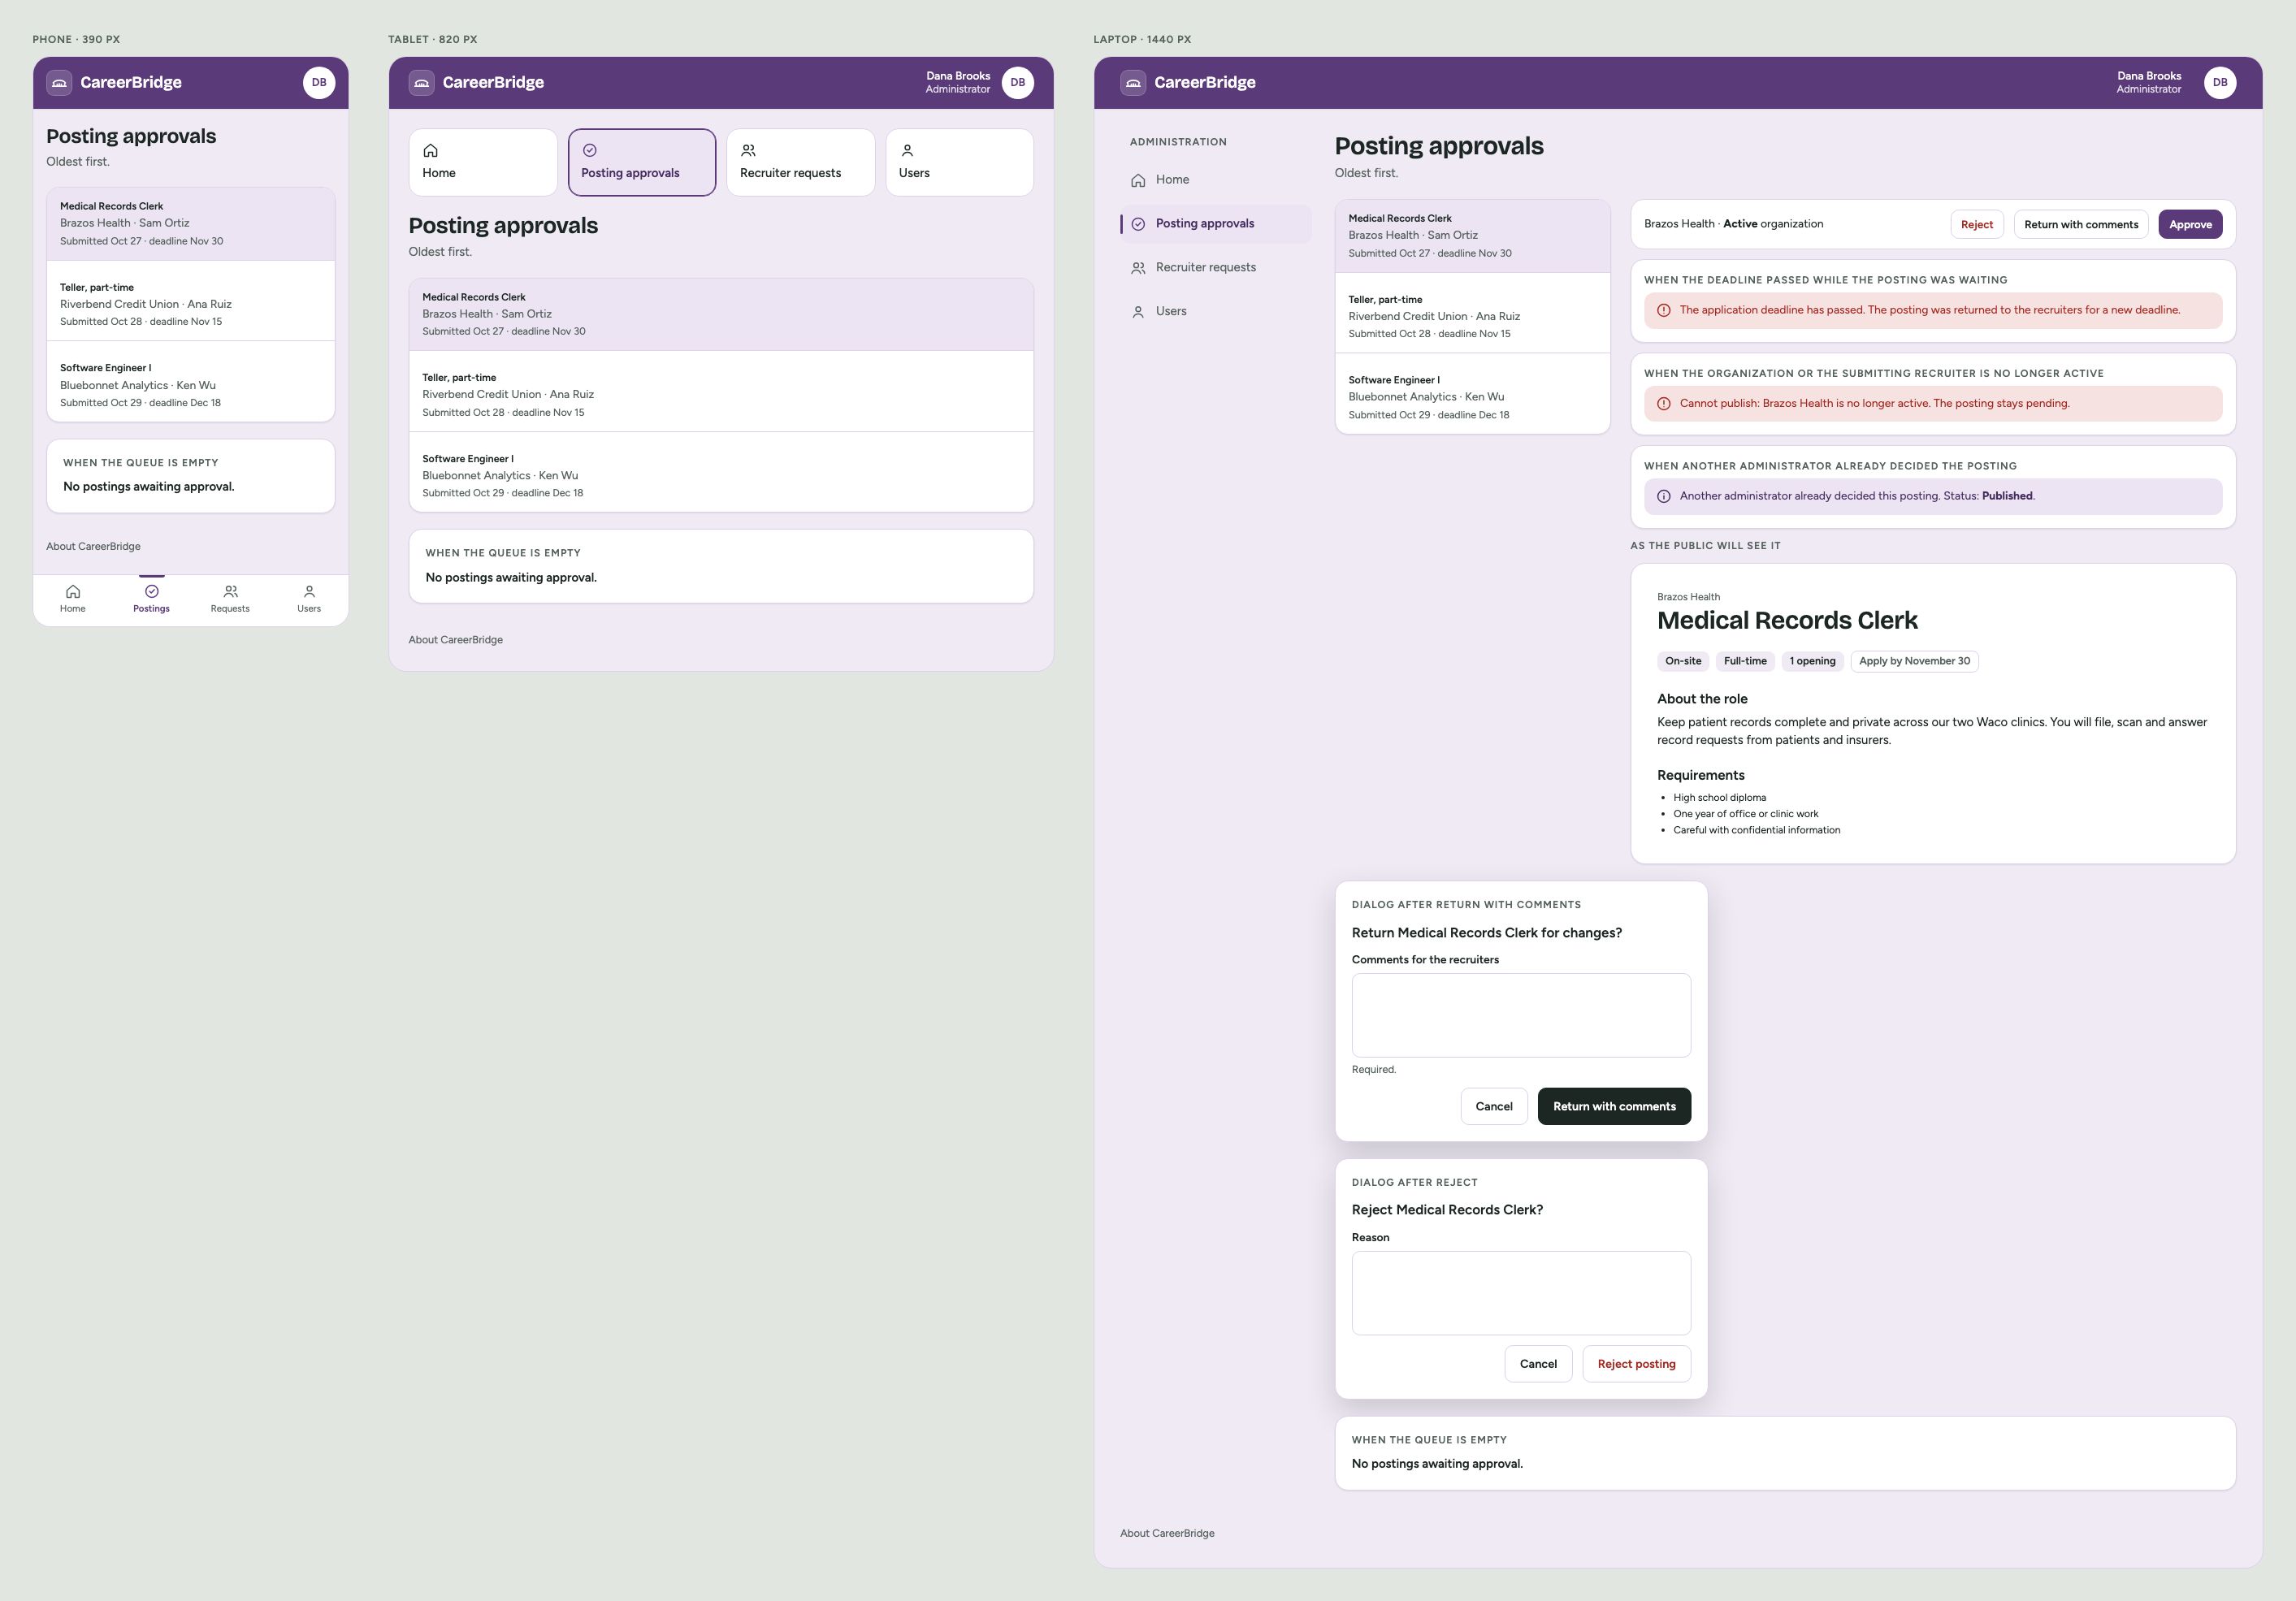 PHONE · 390 PX
CareerBridge
DB
Posting approvals
Oldest first.
Medical Records Clerk
Brazos Health · Sam Ortiz
Submitted Oct 27 · deadline Nov 30
Teller, part-time
Riverbend Credit Union · Ana Ruiz
Submitted Oct 28 · deadline Nov 15
Software Engineer I
Bluebonnet Analytics · Ken Wu
Submitted Oct 29 · deadline Dec 18
WHEN THE QUEUE IS EMPTY
No postings awaiting approval.
About CareerBridge
Home
Postings
Requests
Users
TABLET · 820 PX
CareerBridge
Dana Brooks
Administrator
DB
Home
Posting approvals
Recruiter requests
Users
Posting approvals
Oldest first.
Medical Records Clerk
Brazos Health · Sam Ortiz
Submitted Oct 27 · deadline Nov 30
Teller, part-time
Riverbend Credit Union · Ana Ruiz
Submitted Oct 28 · deadline Nov 15
Software Engineer I
Bluebonnet Analytics · Ken Wu
Submitted Oct 29 · deadline Dec 18
WHEN THE QUEUE IS EMPTY
No postings awaiting approval.
About CareerBridge
LAPTOP · 1440 PX
CareerBridge
Dana Brooks
Administrator
DB
ADMINISTRATION
Home
Posting approvals
Recruiter requests
Users
Posting approvals
Oldest first.
Medical Records Clerk
Brazos Health · Sam Ortiz
Submitted Oct 27 · deadline Nov 30
Teller, part-time
Riverbend Credit Union · Ana Ruiz
Submitted Oct 28 · deadline Nov 15
Software Engineer I
Bluebonnet Analytics · Ken Wu
Submitted Oct 29 · deadline Dec 18
Brazos Health · Active organization
Reject
Return with comments
Approve
WHEN THE DEADLINE PASSED WHILE THE POSTING WAS WAITING
The application deadline has passed. The posting was returned to the recruiters for a new deadline.
WHEN THE ORGANIZATION OR THE SUBMITTING RECRUITER IS NO LONGER ACTIVE
Cannot publish: Brazos Health is no longer active. The posting stays pending.
WHEN ANOTHER ADMINISTRATOR ALREADY DECIDED THE POSTING
Another administrator already decided this posting. Status: Published.
AS THE PUBLIC WILL SEE IT
Brazos Health
Medical Records Clerk
On-site
Full-time
1 opening
Apply by November 30
About the role
Keep patient records complete and private across our two Waco clinics. You will file, scan and answer
record requests from patients and insurers.
Requirements
• High school diploma
• One year of office or clinic work
• Careful with confidential information
DIALOG AFTER RETURN WITH COMMENTS
Return Medical Records Clerk for changes?
Comments for the recruiters
Required.
Cancel
Return with comments
DIALOG AFTER REJECT
Reject Medical Records Clerk?
Reason
Cancel
Reject posting
WHEN THE QUEUE IS EMPTY
No postings awaiting approval.
About CareerBridge